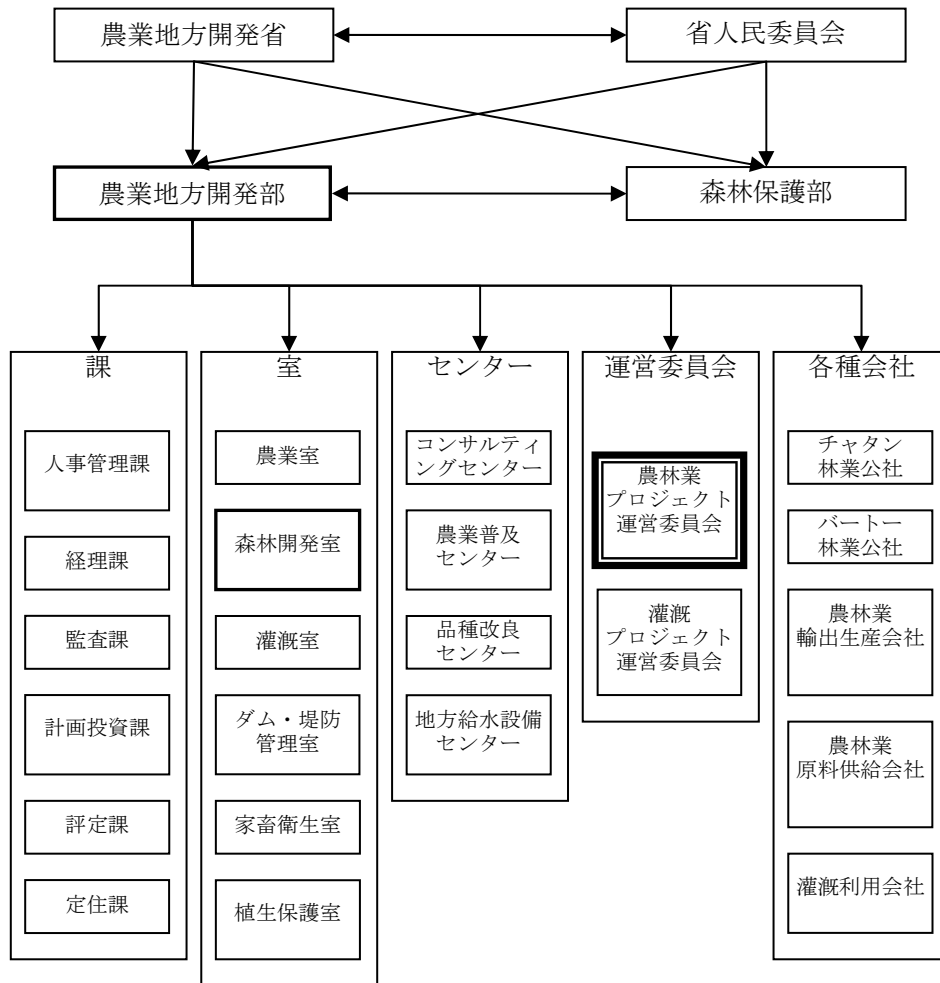 農業地方開発省
省人民委員会
農業地方開発部
森林保護部
課
人事管理課
経理課
監査課
計画投資課
評定課
定住課
室
農業室
森林開発室
灌漑室
ダム・堤防
管理室
家畜衛生室
植生保護室
センター
コンサルティ
ングセンター
農業普及
センター
品種改良
センター
地方給水設備
センター
運営委員会
農林業
プロジェクト
運営委員会
灌漑
プロジェクト
運営委員会
各種会社
チャタン
林業公社
バートー
林業公社
農林業
輸出生産会社
農林業
原料供給会社
灌漑利用会社